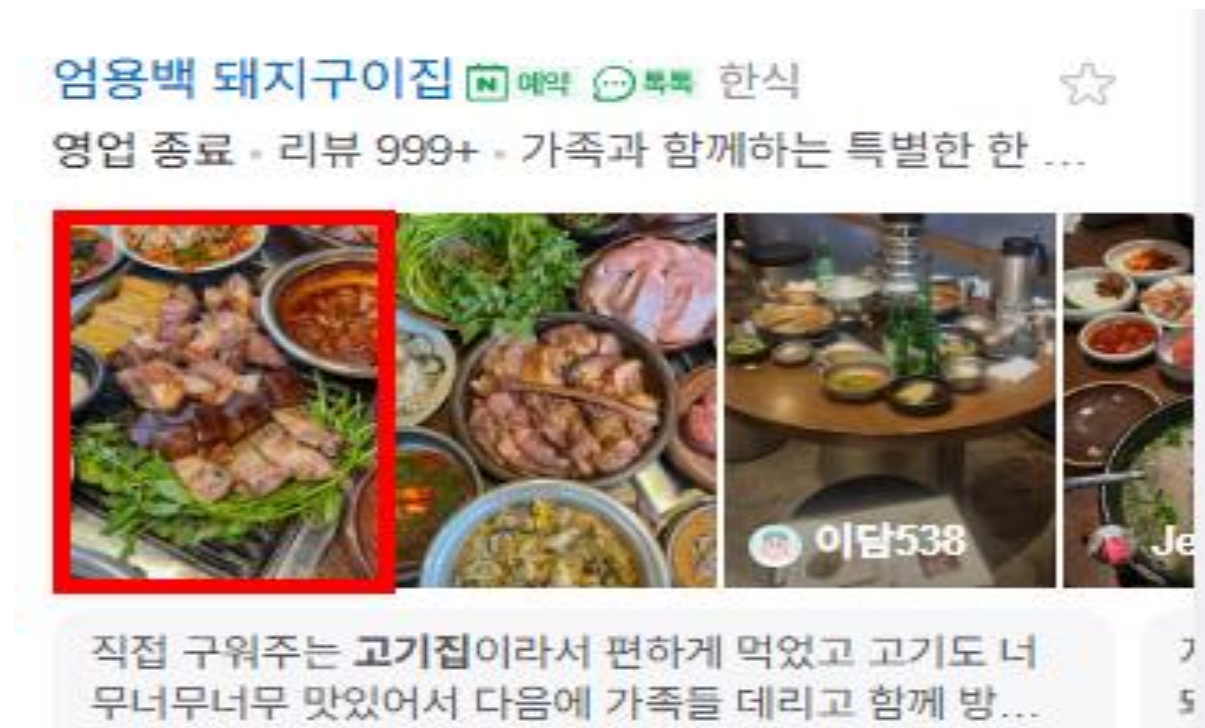 엄용백 돼지구이집 N 예약 톡톡 한식
영업 종료 · 리뷰 999+ · 가족과 함께하는 특별한 한 ...
이담538
Je
직접 구워주는 고기집이라서 편하게 먹었고 고기도 너
무너무너무 맛있어서 다음에 가족들 데리고 함께 방...